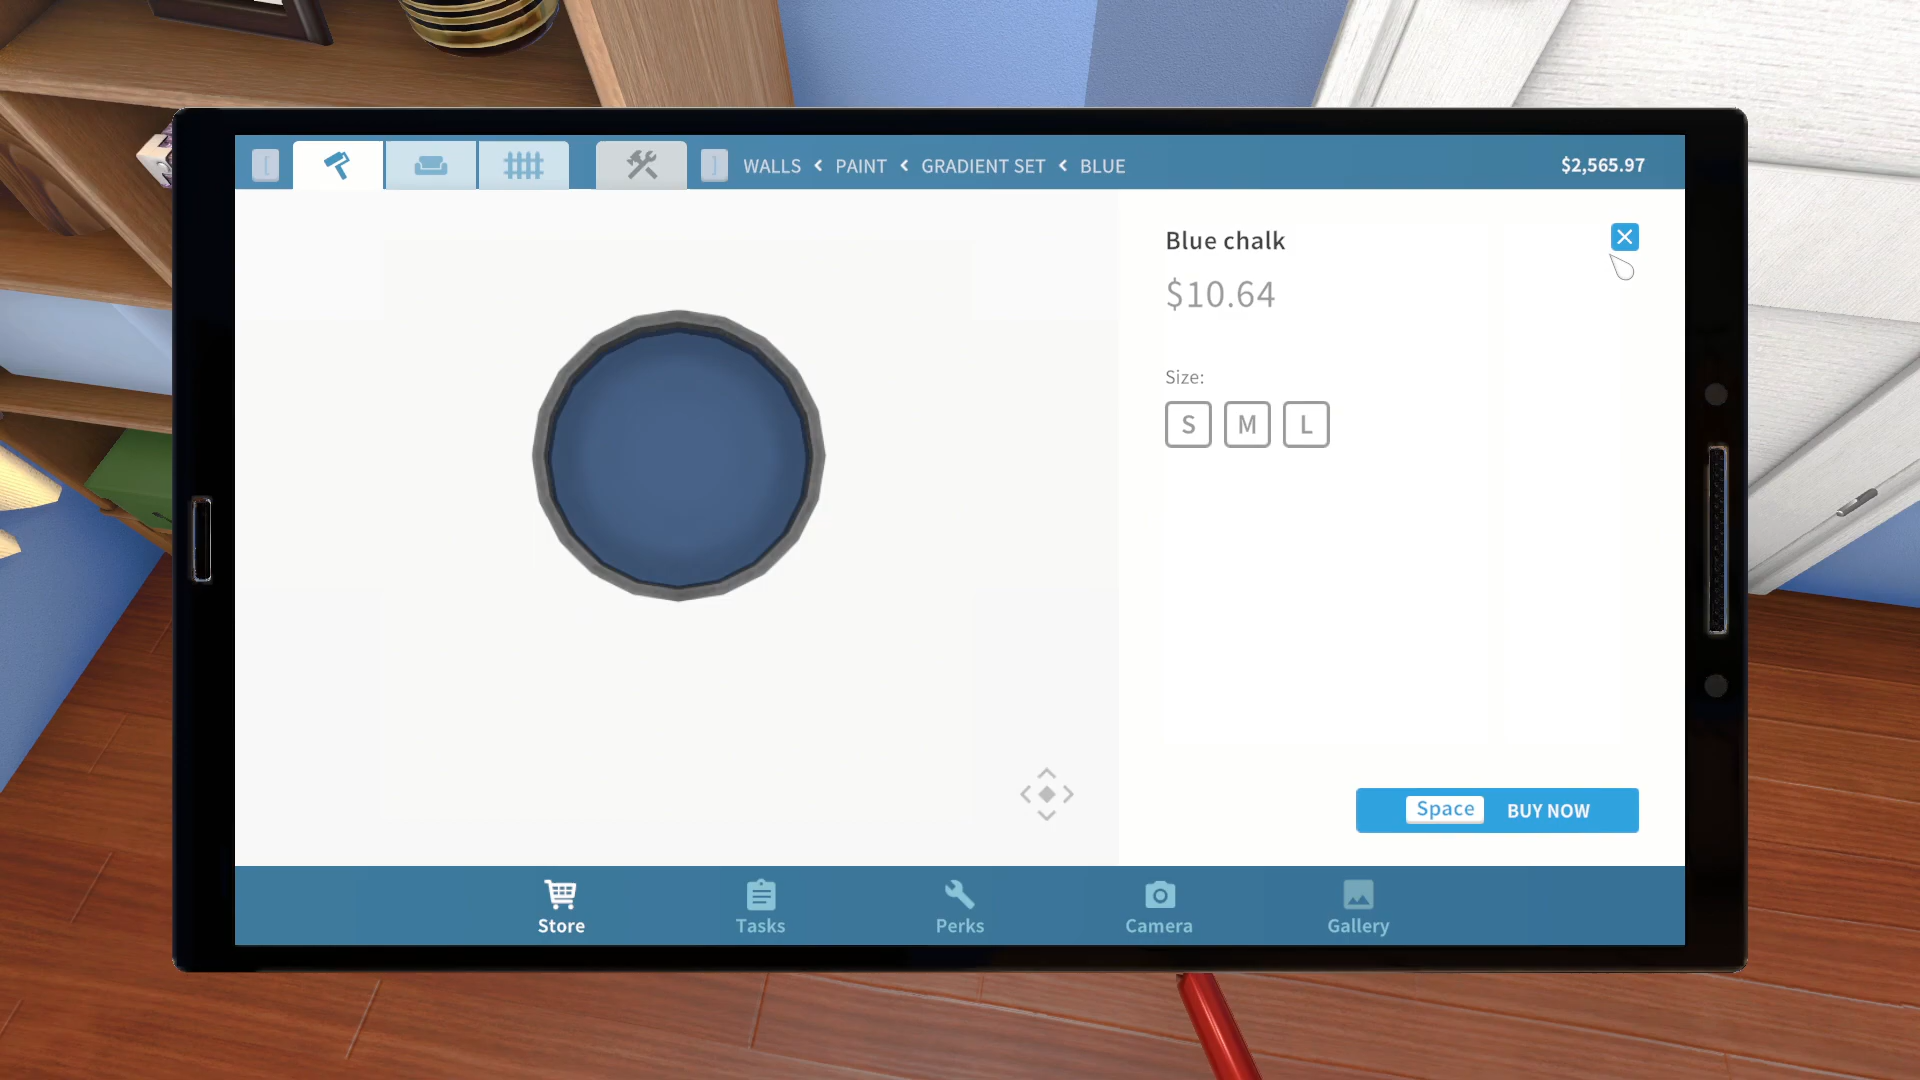 [
]
WALLS < PAINT < GRADIENT SET < BLUE
$2,565.97
Blue chalk
$10.64
Size:
S M L
Space BUY NOW
Store Tasks Perks Camera Gallery